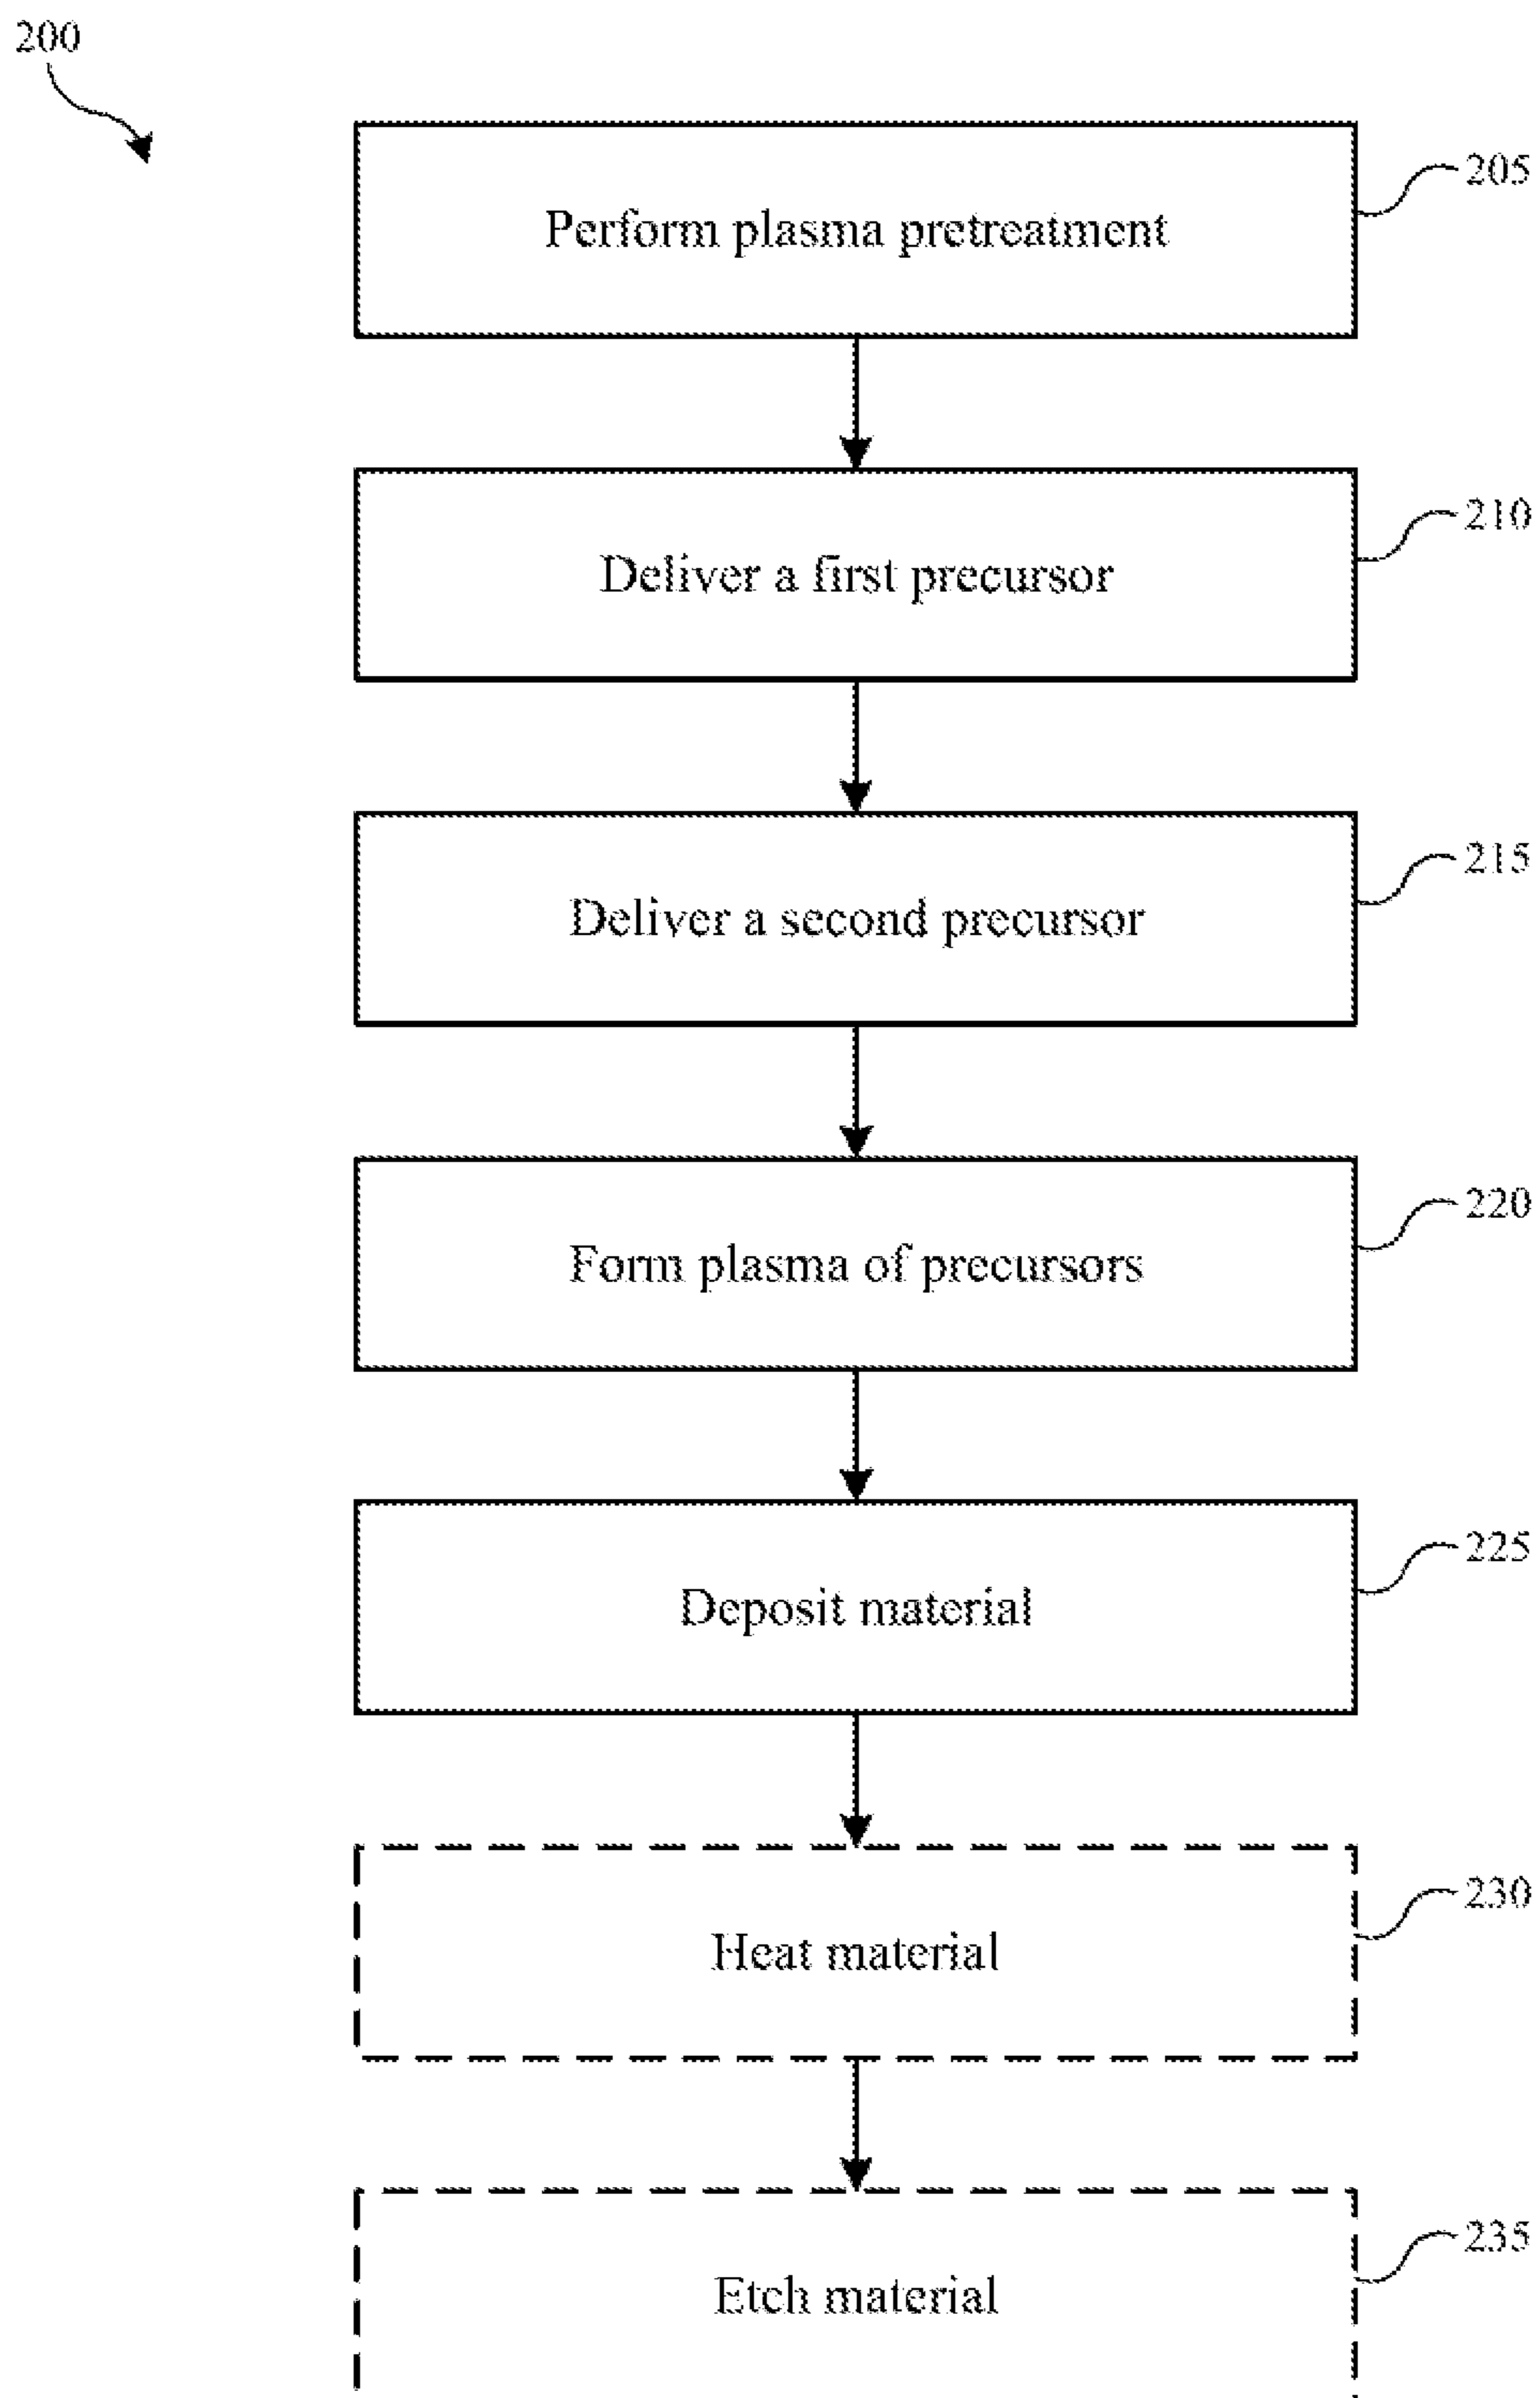 200
Perform plasma pretreatment
205
Deliver a first precursor
210
Deliver a second precursor
215
Form plasma of precursors
220
Deposit material
225
Heat material
230
Etch material
235